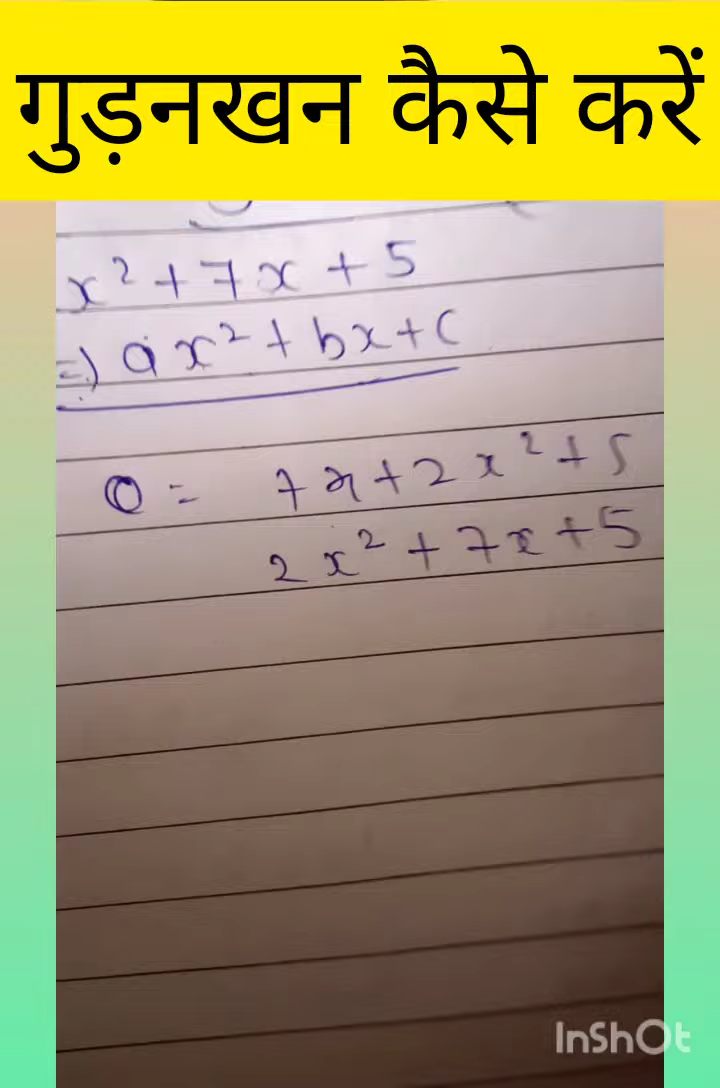 गुड़नखन कैसे करें
x² + 7x + 5
=) ax² + bx + c
0 = 7x + 2x² + 5
2x² + 7x + 5
InShOt